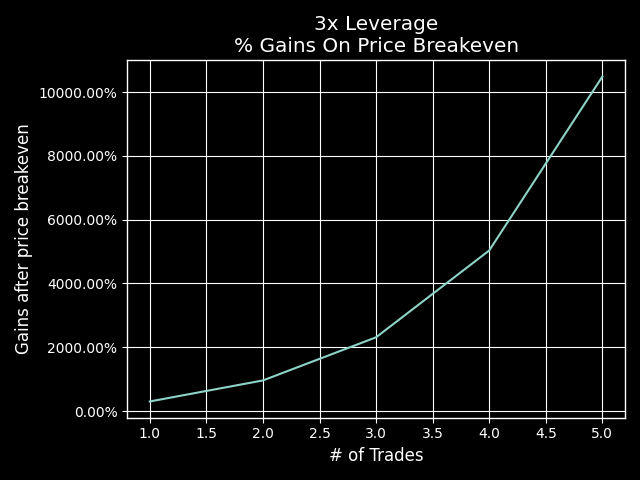 3x Leverage
% Gains On Price Breakeven
Gains after price breakeven
10000.00%
8000.00%
6000.00%
4000.00%
2000.00%
0.00%
1.0 1.5 2.0 2.5 3.0 3.5 4.0 4.5 5.0
# of Trades